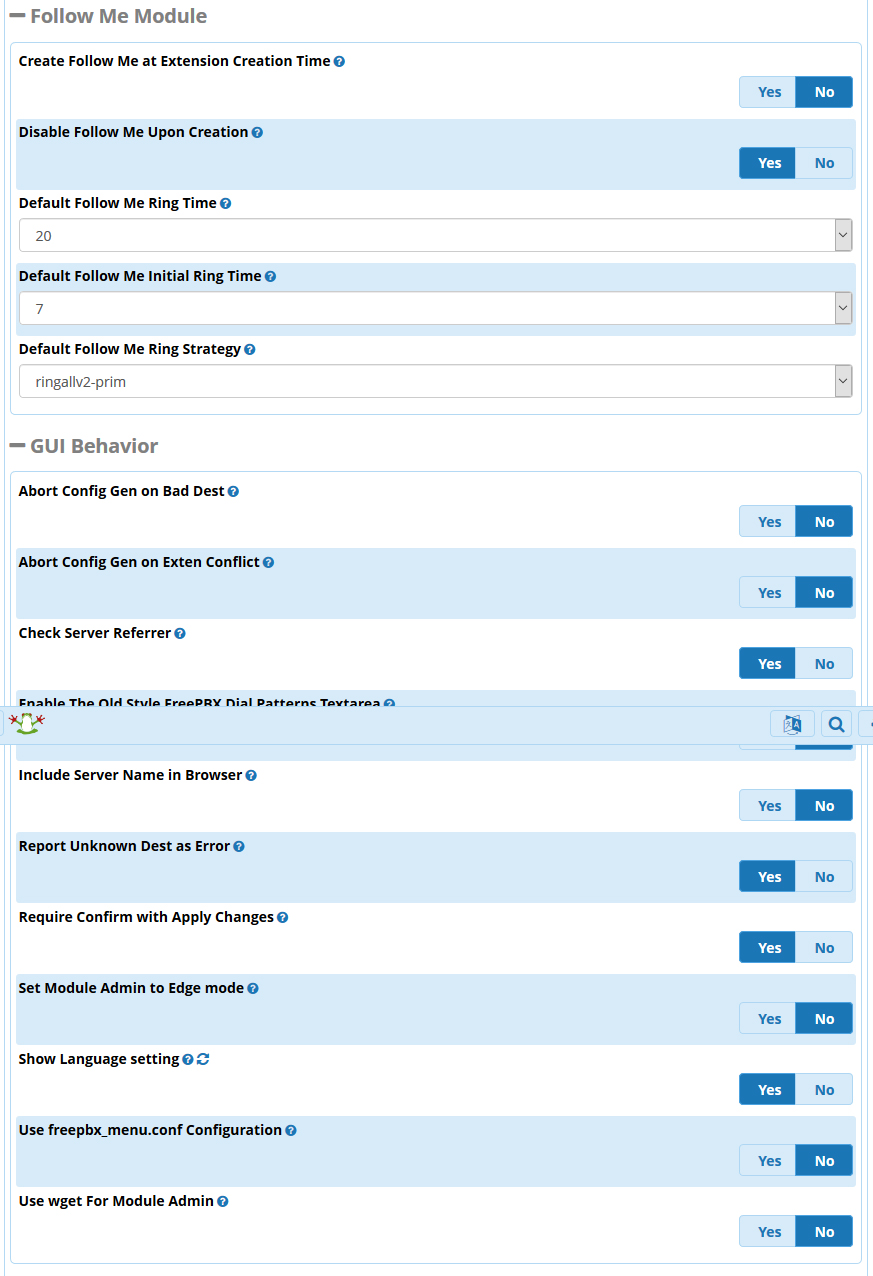 Follow Me Module
Create Follow Me at Extension Creation Time
Yes No
Disable Follow Me Upon Creation
Yes No
Default Follow Me Ring Time
20
Default Follow Me Initial Ring Time
7
Default Follow Me Ring Strategy
ringallv2-prim
GUI Behavior
Abort Config Gen on Bad Dest
Yes No
Abort Config Gen on Exten Conflict
Yes No
Check Server Referrer
Yes No
Enable The Old Style FreePBX Dial Patterns Textarea
Include Server Name in Browser
Yes No
Report Unknown Dest as Error
Yes No
Require Confirm with Apply Changes
Yes No
Set Module Admin to Edge mode
Yes No
Show Language setting
Yes No
Use freepbx_menu.conf Configuration
Yes No
Use wget For Module Admin
Yes No